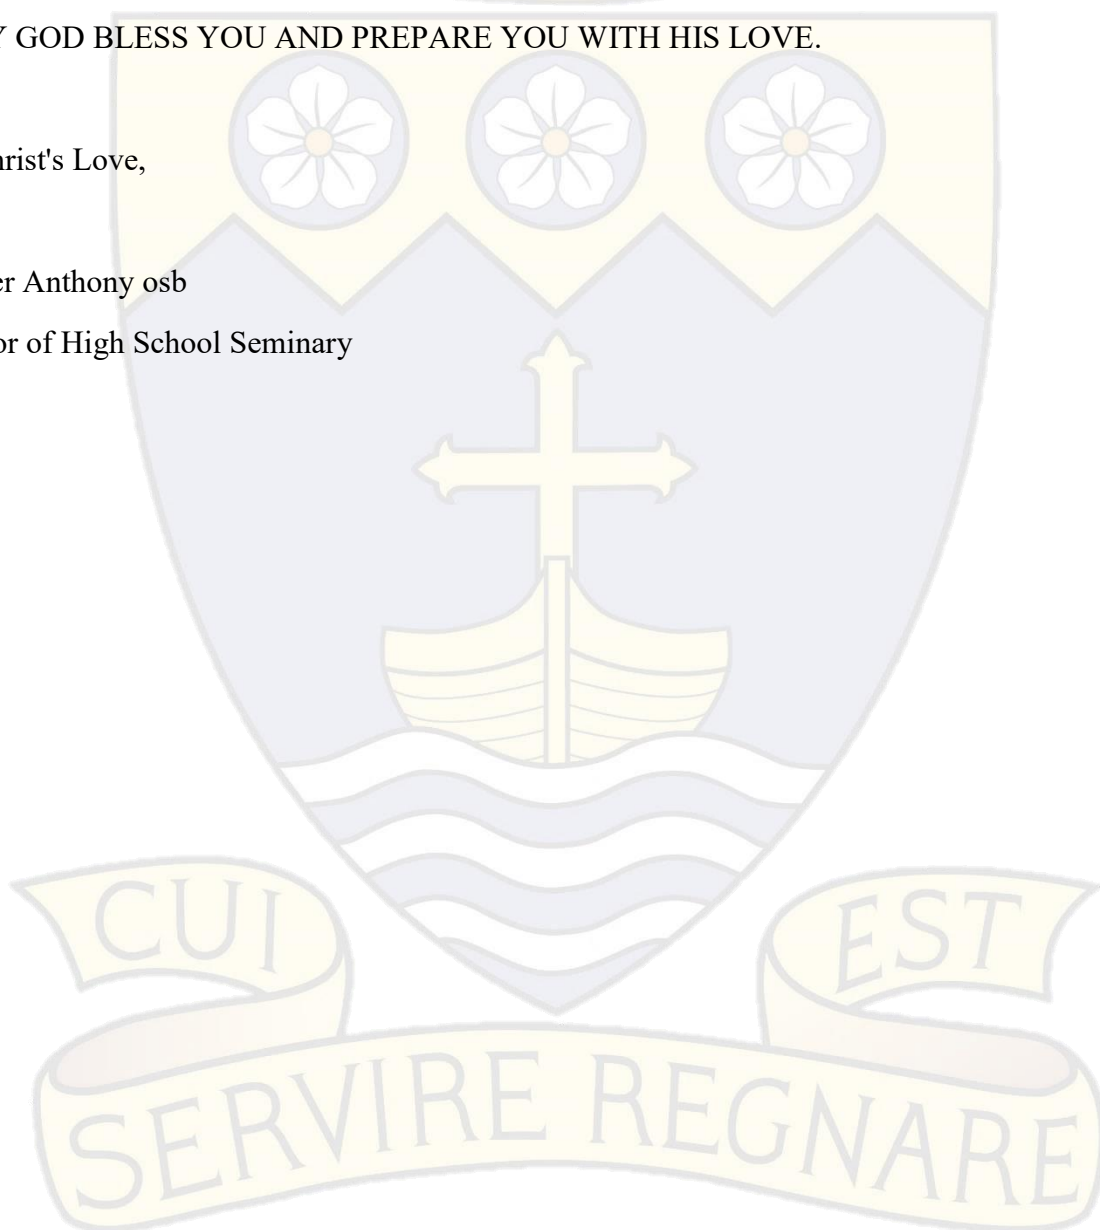 Y GOD BLESS YOU AND PREPARE YOU WITH HIS LOVE.
hrist's Love,
er Anthony osb
or of High School Seminary
CUI EST
SERVIRE REGNARE